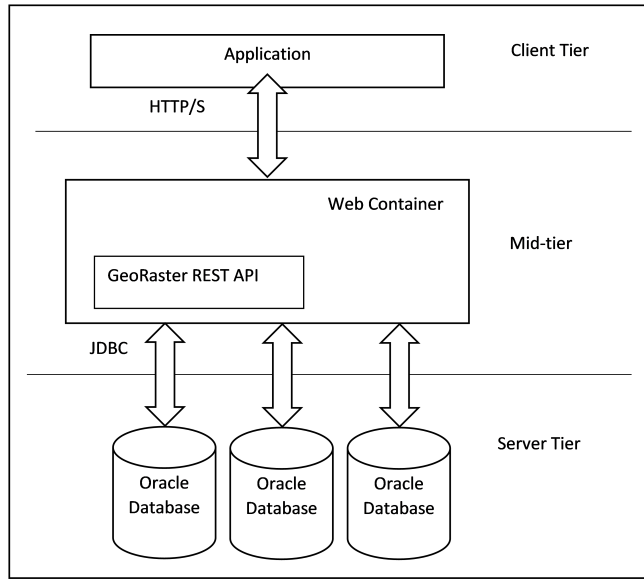 Application
Client Tier
HTTP/S
Web Container
Mid-tier
GeoRaster REST API
JDBC
Server Tier
Oracle
Database
Oracle
Database
Oracle
Database